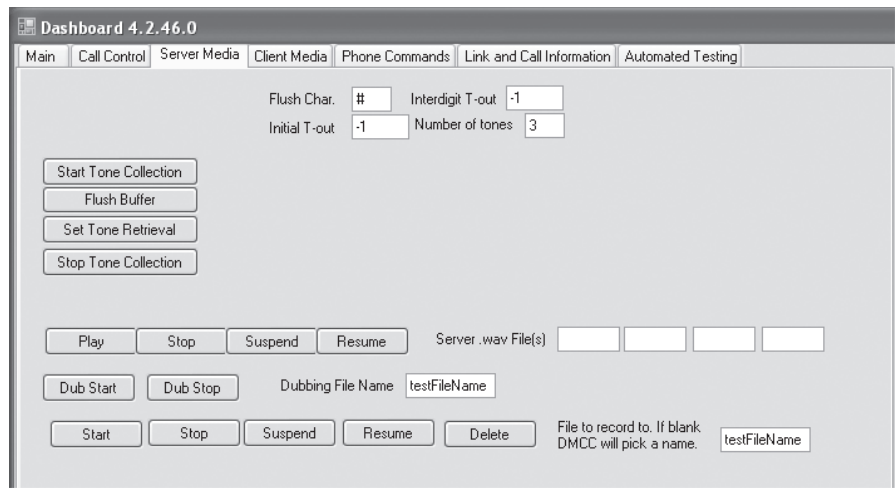 Dashboard 4.2.46.0
Main Call Control Server Media Client Media Phone Commands Link and Call Information Automated Testing
Flush Char. # Interdigit T-out -1
Initial T-out -1 Number of tones 3
Start Tone Collection
Flush Buffer
Set Tone Retrieval
Stop Tone Collection
Play Stop Suspend Resume Server .wav File(s)
Dub Start Dub Stop Dubbing File Name testFileName
Start Stop Suspend Resume Delete File to record to. If blank
DMCC will pick a name. testFileName